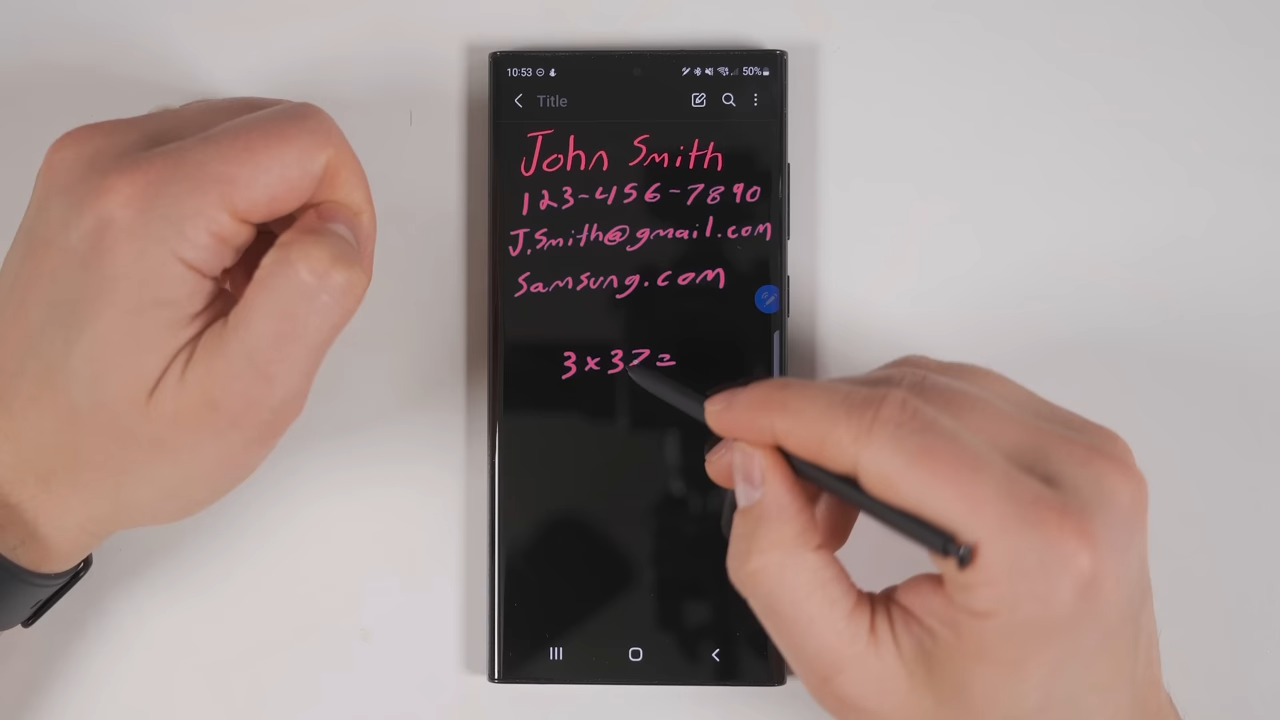 10:53 50%
Title
John Smith
123-456-7890
J.Smith@gmail.com
Samsung.com
3x37=